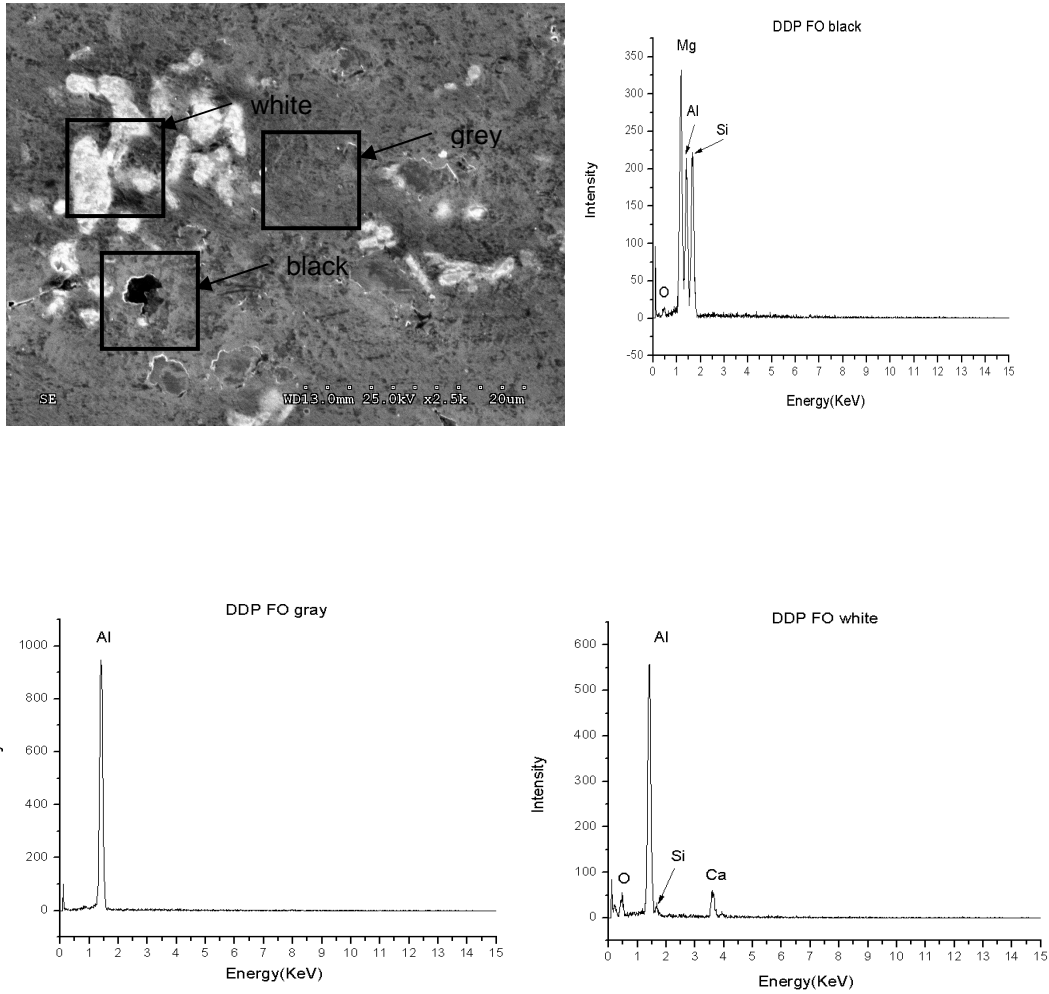 white
grey
black
SE WD13.0mm 25.0kV x2.5k 20um
DDP FO black
Mg
Al
Si
O
350
300
250
200
150
100
50
0
-50
Intensity
0 1 2 3 4 5 6 7 8 9 10 11 12 13 14 15
Energy(KeV)
DDP FO gray
Al
1000
800
600
400
200
0
0 1 2 3 4 5 6 7 8 9 10 11 12 13 14 15
Energy(KeV)
DDP FO white
Al
Si
Ca
O
600
500
400
300
200
100
0
Intensity
0 1 2 3 4 5 6 7 8 9 10 11 12 13 14 15
Energy(KeV)